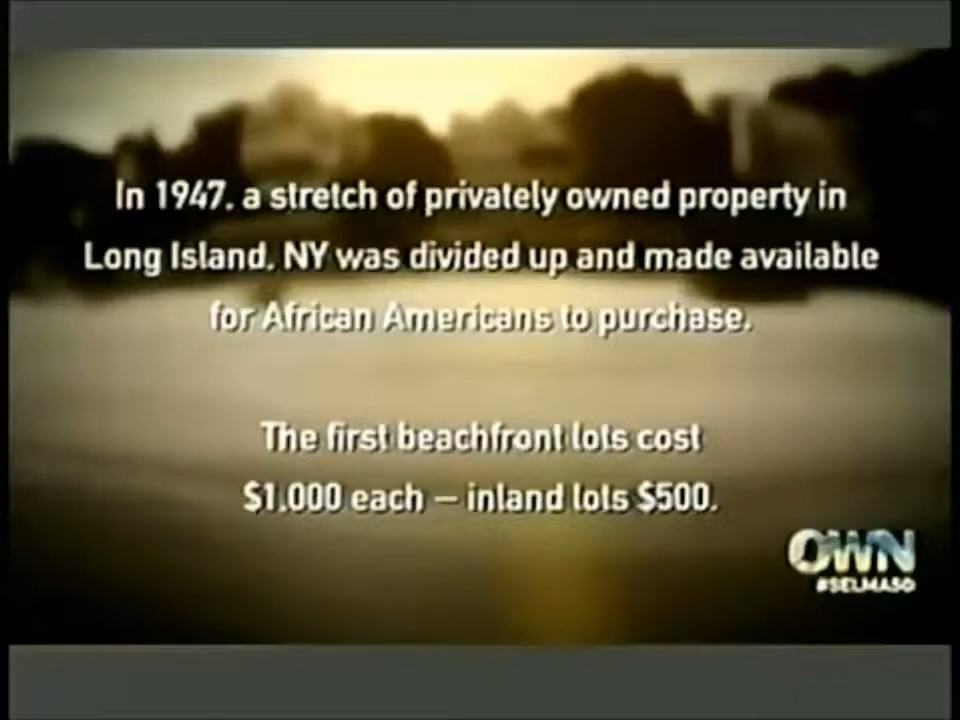 In 1947, a stretch of privately owned property in
Long Island, NY was divided up and made available
for African Americans to purchase.
The first beachfront lots cost
$1,000 each – inland lots $500.
OWN
#SELMA50